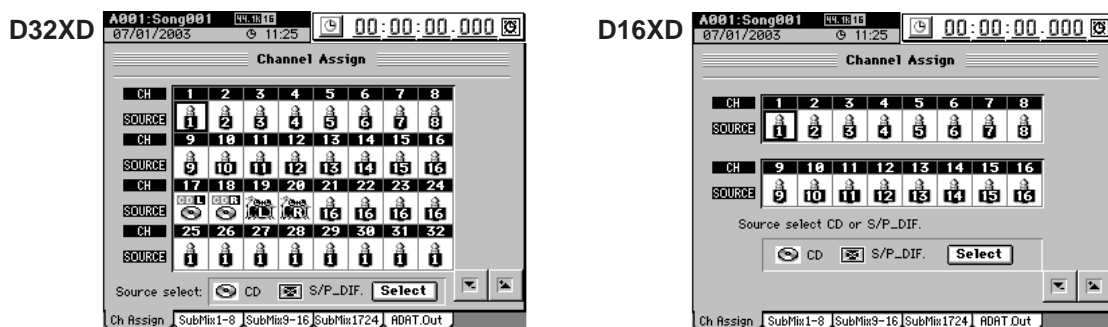 D32XD
A001:Song001 44.1k 16
07/01/2003 11:25 00:00:00.000
Channel Assign
CH 1 2 3 4 5 6 7 8
SOURCE 1 2 3 4 5 6 7 8
CH 9 10 11 12 13 14 15 16
SOURCE 9 10 11 12 13 14 15 16
CH 17 18 19 20 21 22 23 24
SOURCE CD L CD R L R 16 16 16 16
CH 25 26 27 28 29 30 31 32
SOURCE 1 1 1 1 1 1 1 1
Source select: CD S/P_DIF. Select
Ch Assign SubMix1-8 SubMix9-16 SubMix1724 ADAT.Out
D16XD
A001:Song001 44.1k 16
07/01/2003 11:25 00:00:00.000
Channel Assign
CH 1 2 3 4 5 6 7 8
SOURCE 1 2 3 4 5 6 7 8
CH 9 10 11 12 13 14 15 16
SOURCE 9 10 11 12 13 14 15 16
Source select CD or S/P_DIF.
CD S/P_DIF. Select
Ch Assign SubMix1-8 SubMix9-16 SubMix1724 ADAT.Out